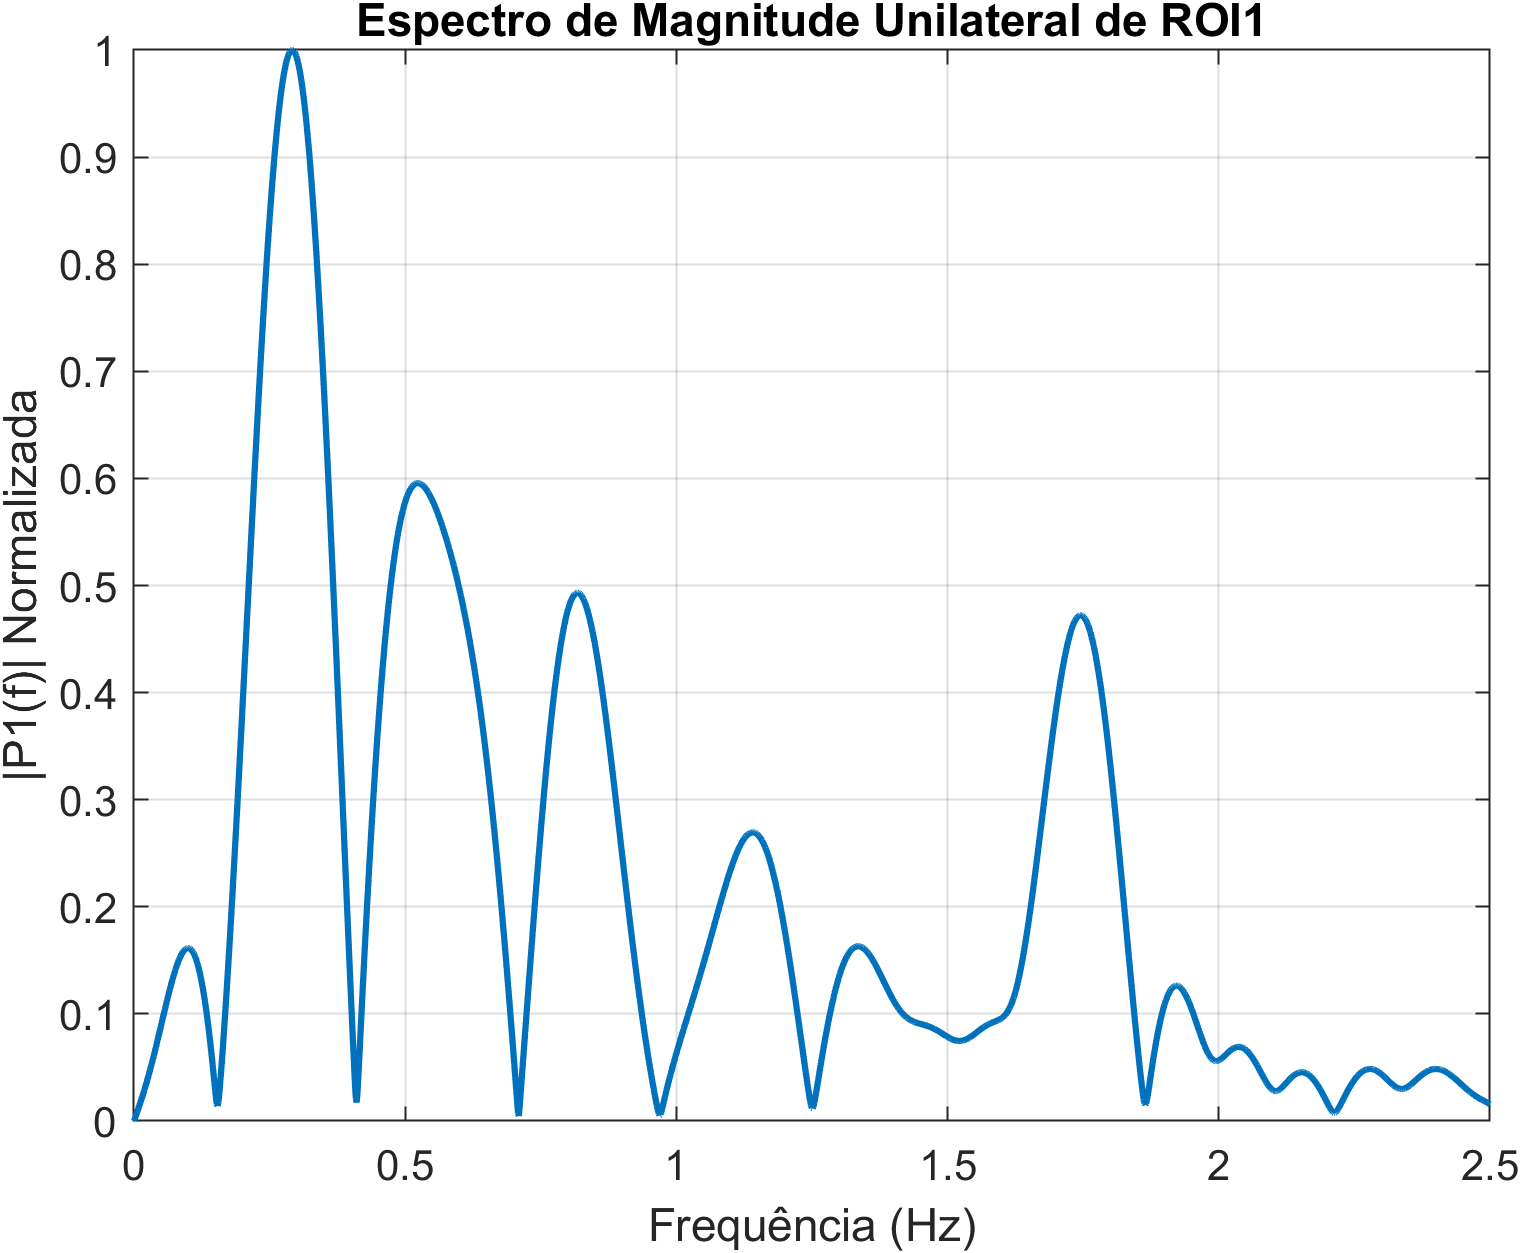 Espectro de Magnitude Unilateral de ROI1
|P1(f)| Normalizada
1
0.9
0.8
0.7
0.6
0.5
0.4
0.3
0.2
0.1
0
0 0.5 1 1.5 2 2.5
Frequência (Hz)